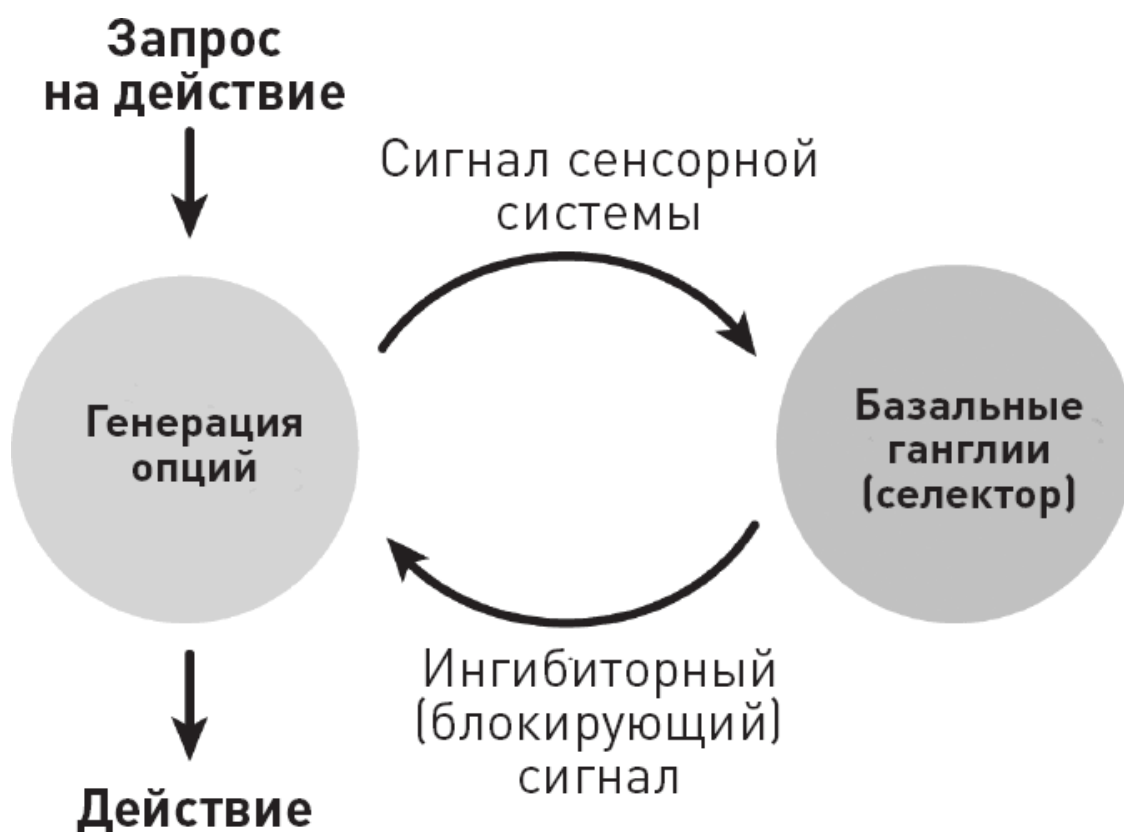 Запрос
на действие
Сигнал сенсорной
системы
Генерация
опций
Базальные
ганглии
(селектор)
Ингибиторный
(блокирующий)
сигнал
Действие